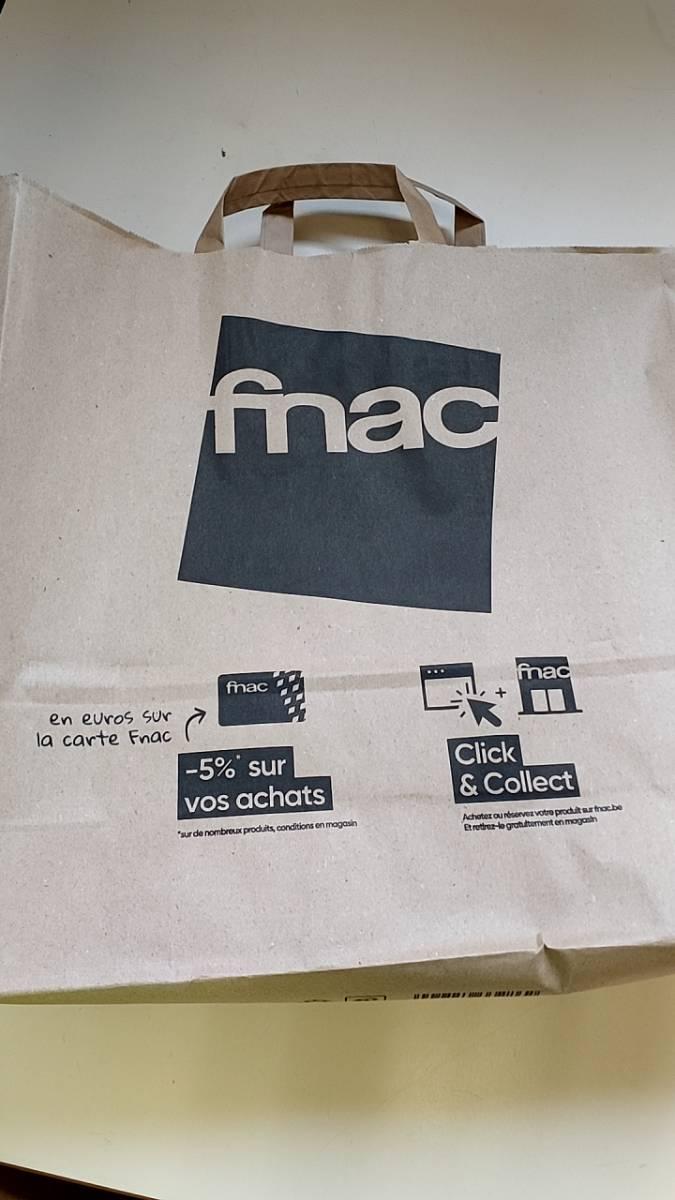 fnac
fnac
en euros sur
la carte Fnac
-5%* sur
vos achats
*sur de nombreux produits, conditions en magasin
+
fnac
Click
& Collect
Achetez ou réservez votre produit sur fnac.be
Et retirez-le gratuitement en magasin